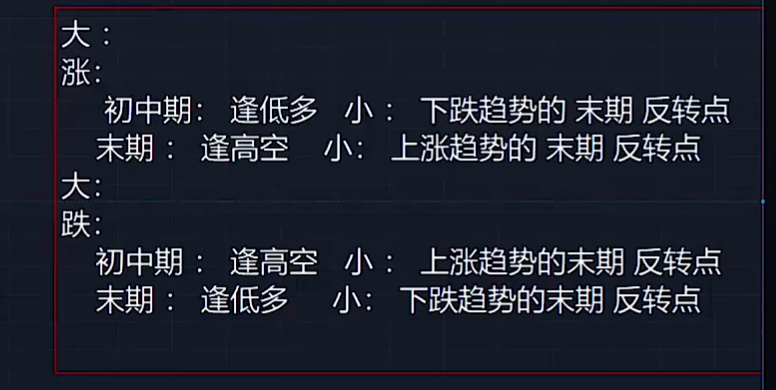 大：
涨：
初中期： 逢低多 小： 下跌趋势的 末期 反转点
末期： 逢高空 小： 上涨趋势的 末期 反转点
大：
跌：
初中期： 逢高空 小： 上涨趋势的末期 反转点
末期： 逢低多 小： 下跌趋势的末期 反转点